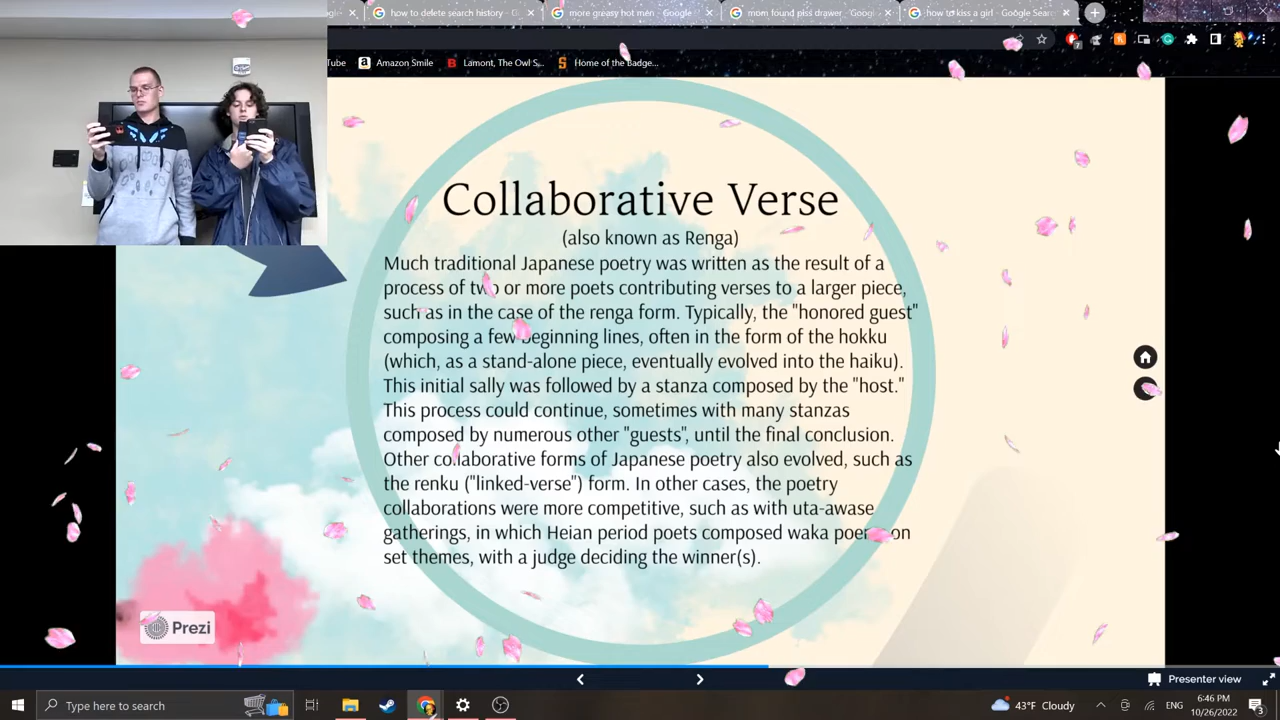 how to delete search history - G
more greasy hot men - Google
mom found piss drawer - Googl
how to kiss a girl - Google Sear
Tube
Amazon Smile
Lamont, The Owl S...
Home of the Badge...
Collaborative Verse
(also known as Renga)
Much traditional Japanese poetry was written as the result of a
process of two or more poets contributing verses to a larger piece,
such as in the case of the renga form. Typically, the "honored guest"
composing a few beginning lines, often in the form of the hokku
(which, as a stand-alone piece, eventually evolved into the haiku).
This initial sally was followed by a stanza composed by the "host."
This process could continue, sometimes with many stanzas
composed by numerous other "guests", until the final conclusion.
Other collaborative forms of Japanese poetry also evolved, such as
the renku ("linked-verse") form. In other cases, the poetry
collaborations were more competitive, such as with uta-awase
gatherings, in which Heian period poets composed waka poems on
set themes, with a judge deciding the winner(s).
Prezi
Presenter view
Type here to search
43°F Cloudy
ENG
6:46 PM
10/26/2022
3